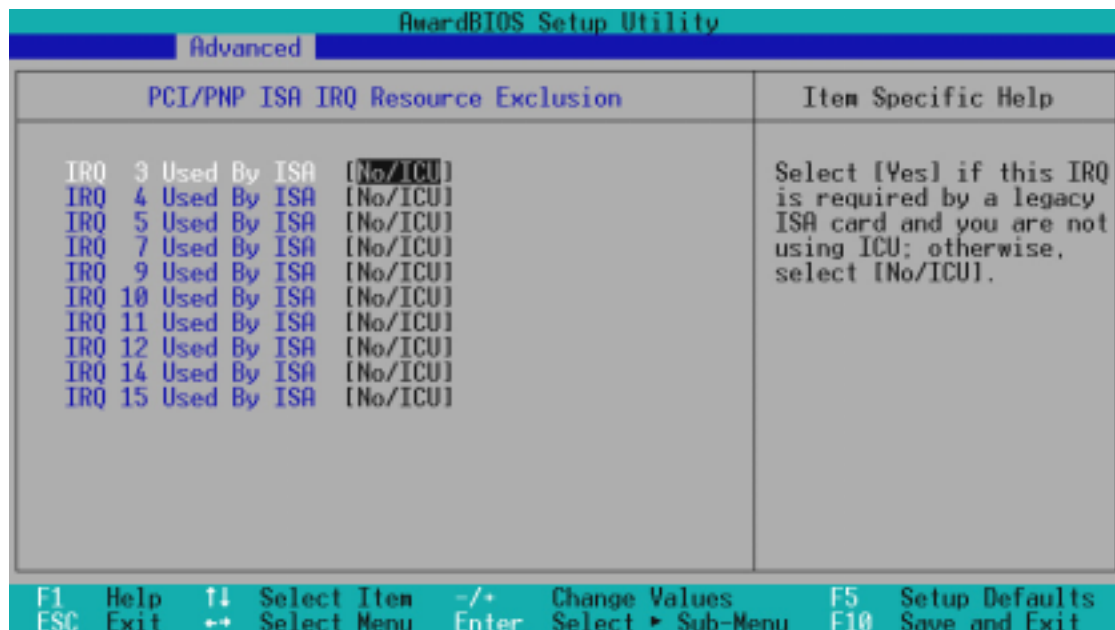 AwardBIOS Setup Utility
Advanced
PCI/PNP ISA IRQ Resource Exclusion
Item Specific Help
IRQ 3 Used By ISA [No/ICU]
IRQ 4 Used By ISA [No/ICU]
IRQ 5 Used By ISA [No/ICU]
IRQ 7 Used By ISA [No/ICU]
IRQ 9 Used By ISA [No/ICU]
IRQ 10 Used By ISA [No/ICU]
IRQ 11 Used By ISA [No/ICU]
IRQ 12 Used By ISA [No/ICU]
IRQ 14 Used By ISA [No/ICU]
IRQ 15 Used By ISA [No/ICU]
Select [Yes] if this IRQ
is required by a legacy
ISA card and you are not
using ICU; otherwise,
select [No/ICU].
F1 Help ↑↓ Select Item -/+ Change Values F5 Setup Defaults
ESC Exit ←→ Select Menu Enter Select ► Sub-Menu F10 Save and Exit